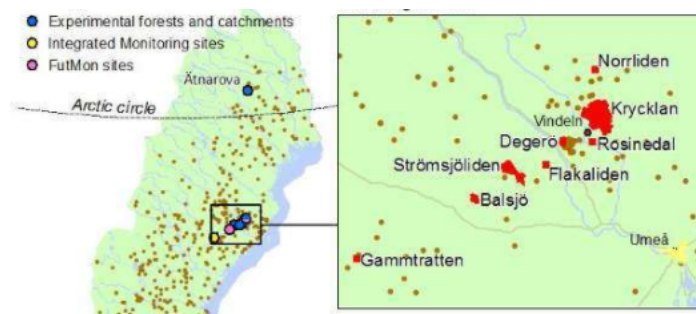 Experimental forests and catchments
Integrated Monitoring sites
FutMon sites
Ätnarova
Arctic circle
Norrliden
Krycklan
Vindeln
Degerö
Rosinedal
Strömsjöliden
Flakaliden
Balsjö
Umeå
Gammtratten